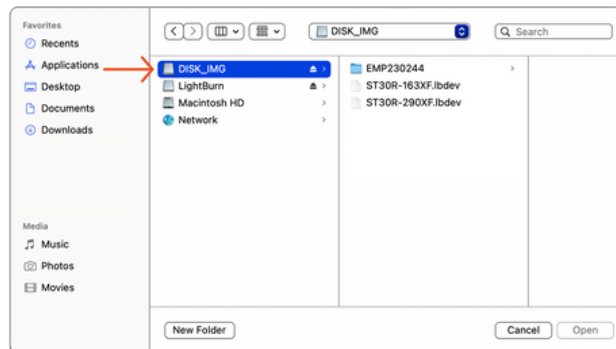 Favorites
Recents
Applications
Desktop
Documents
Downloads
Media
Music
Photos
Movies
DISK_IMG
Search
DISK_IMG
LightBurn
Macintosh HD
Network
EMP230244
ST30R-163XF.lbdev
ST30R-290XF.lbdev
New Folder
Cancel
Open